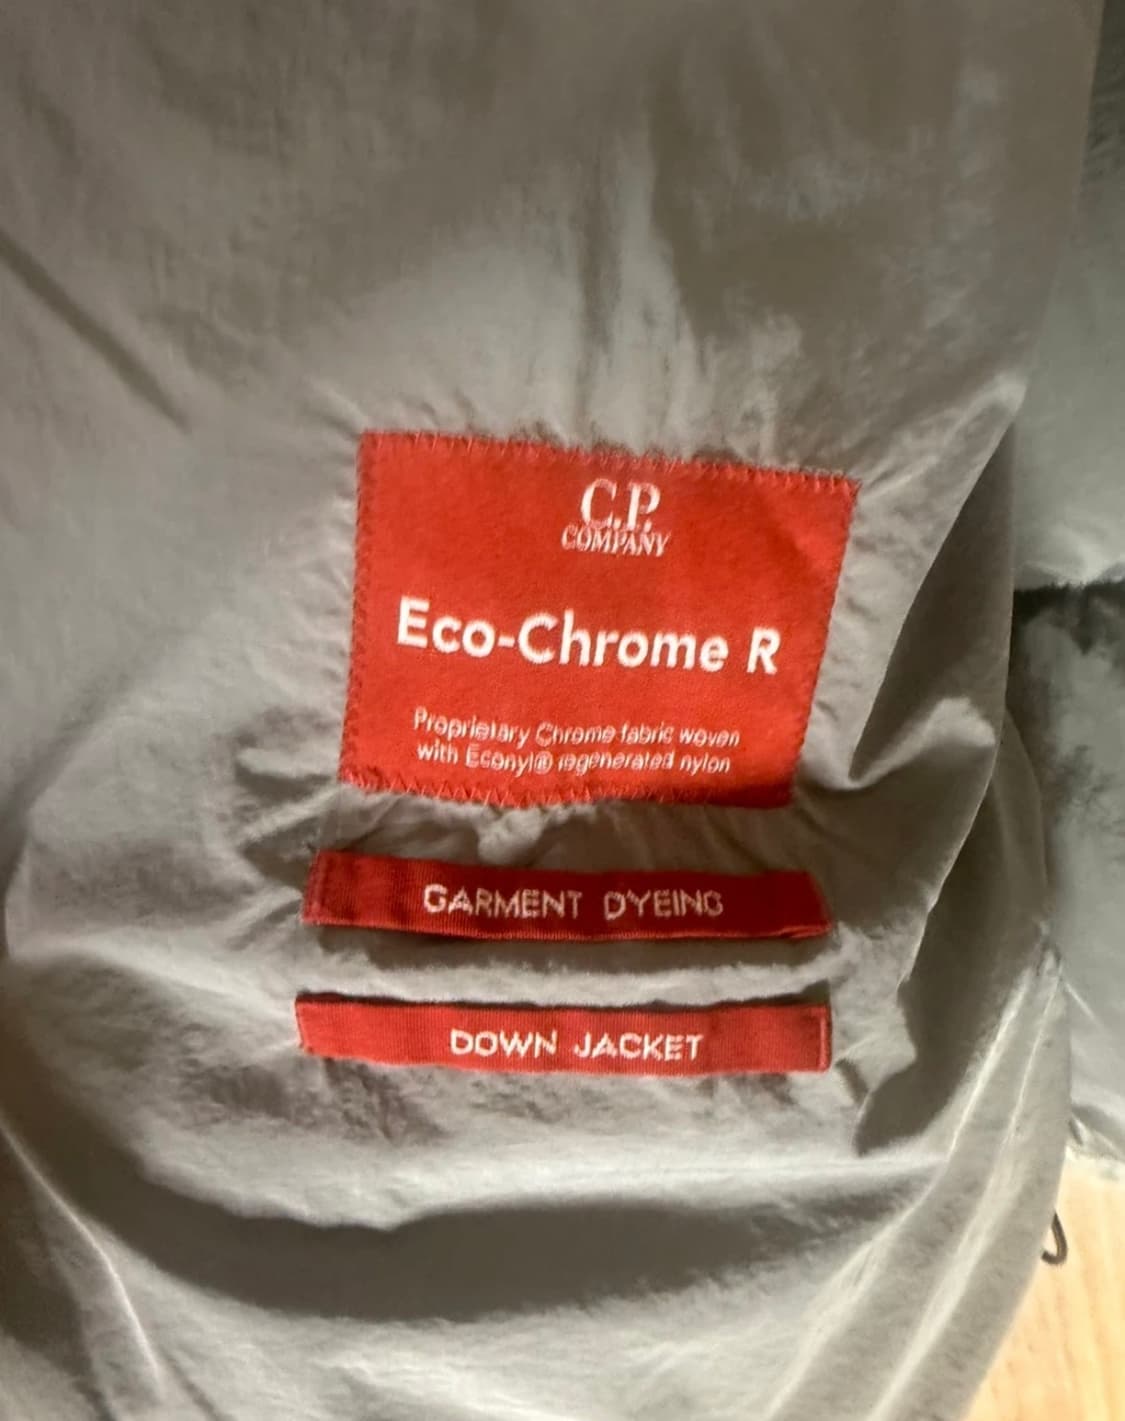 C.P.
COMPANY
Eco-Chrome R
Proprietary Chrome fabric woven
with Econyl® regenerated nylon
GARMENT DYEING
DOWN JACKET